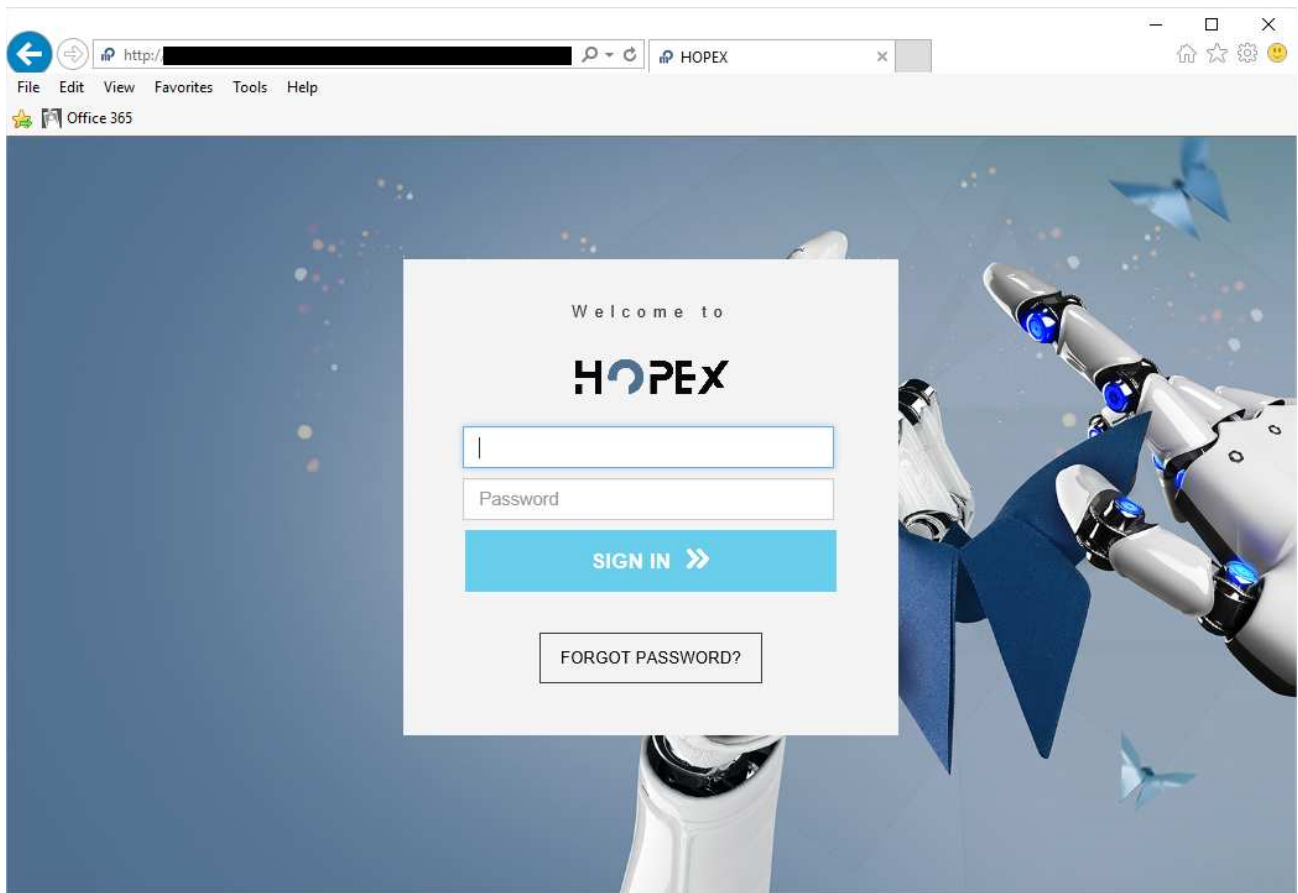 http:/
HOPEX
File Edit View Favorites Tools Help
Office 365
Welcome to
HOPEX
Password
SIGN IN
FORGOT PASSWORD?